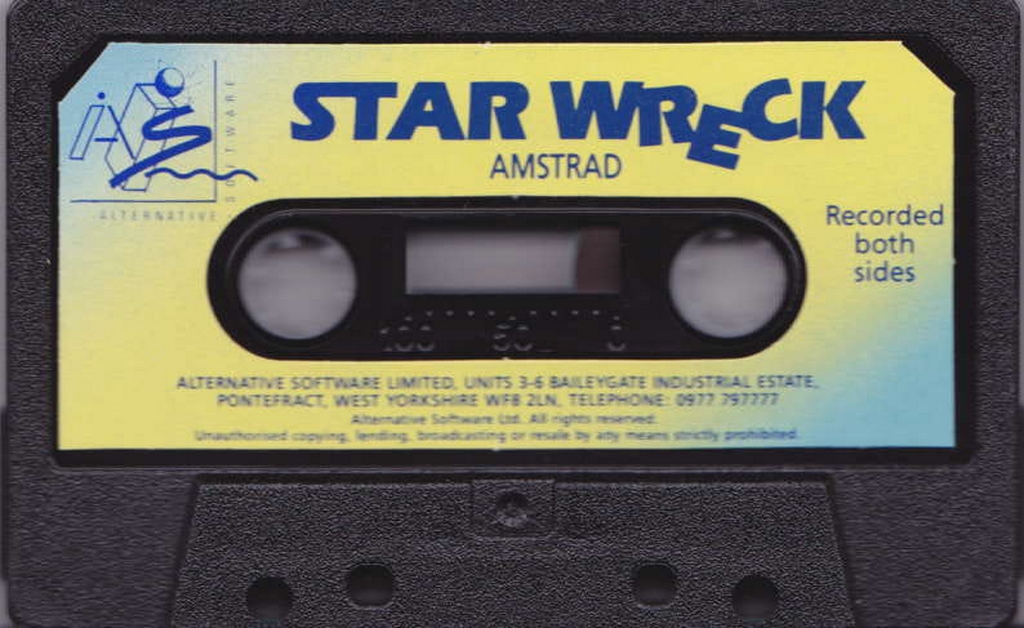 STAR WRECK
AMSTRAD
SOFTWARE
ALTERNATIVE
Recorded
both
sides
100 50 0
ALTERNATIVE SOFTWARE LIMITED, UNITS 3-6 BAILEYGATE INDUSTRIAL ESTATE,
PONTEFRACT, WEST YORKSHIRE WF8 2LN, TELEPHONE: 0977 797777
Alternative Software Ltd. All rights reserved.
Unauthorised copying, lending, broadcasting or resale by any means strictly prohibited.